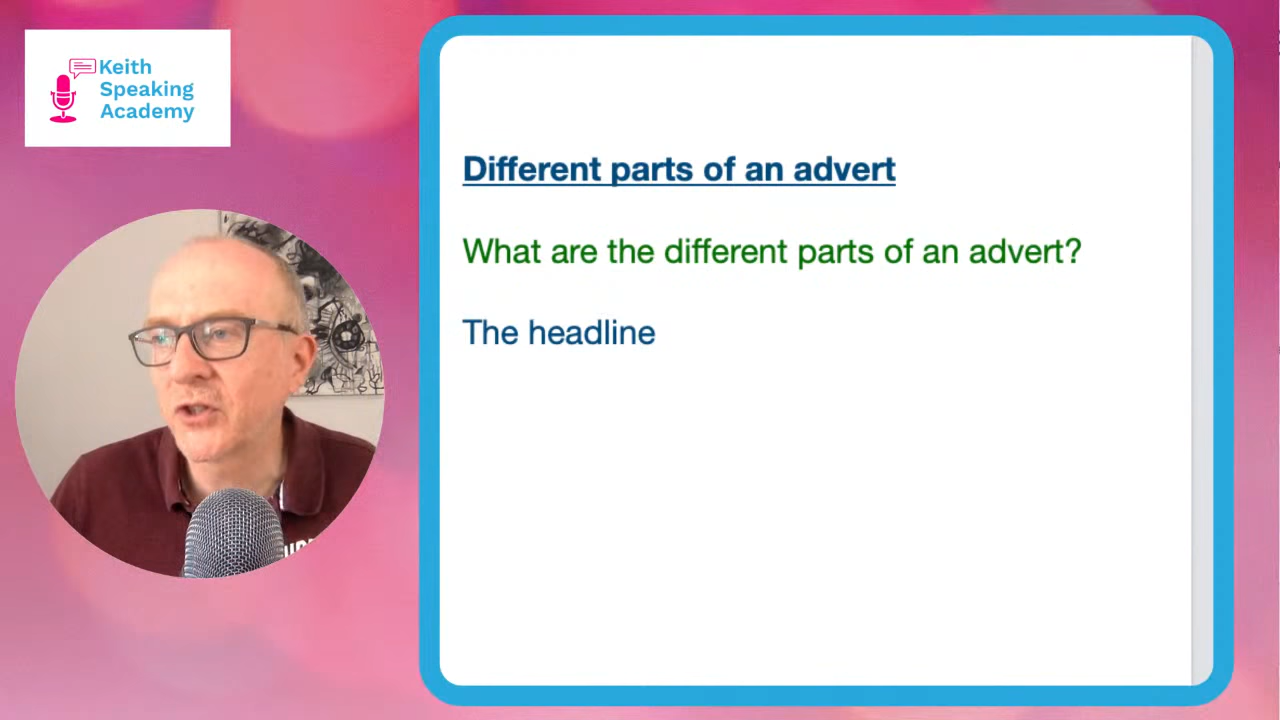 Keith
Speaking
Academy
Different parts of an advert
What are the different parts of an advert?
The headline